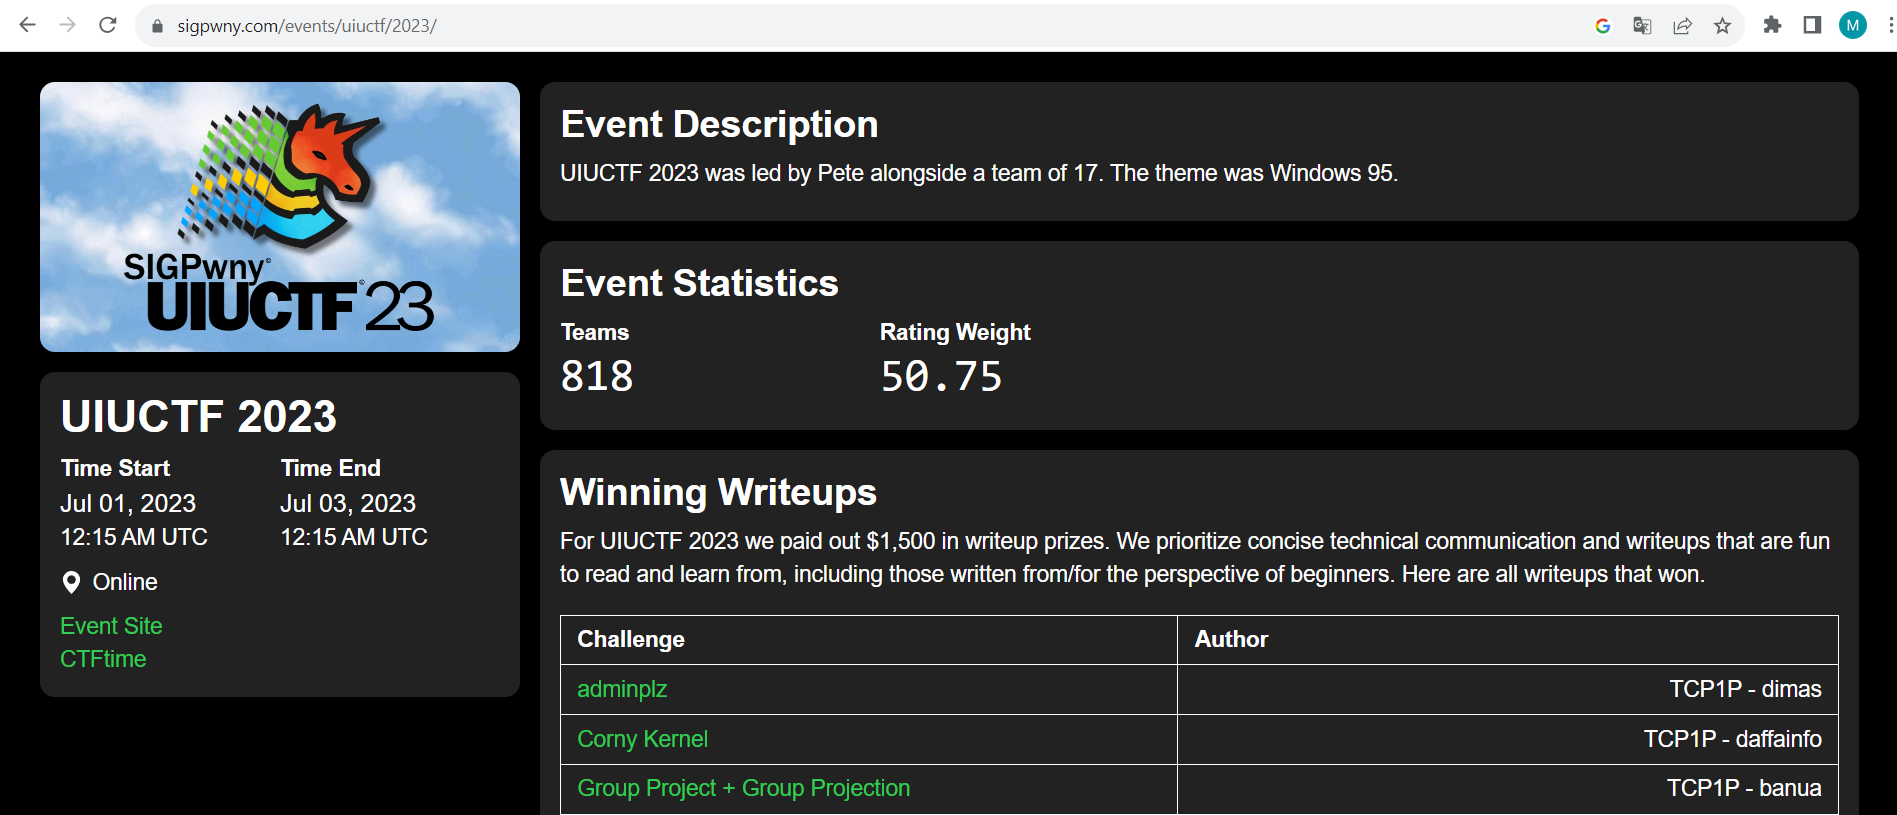 sigpwny.com/events/uiuctf/2023/
M
SIGPwny©
UIUCTF©23
UIUCTF 2023
Time Start
Time End
Jul 01, 2023
Jul 03, 2023
12:15 AM UTC
12:15 AM UTC
Online
Event Site
CTFtime
Event Description
UIUCTF 2023 was led by Pete alongside a team of 17. The theme was Windows 95.
Event Statistics
Teams
Rating Weight
818
50.75
Winning Writeups
For UIUCTF 2023 we paid out $1,500 in writeup prizes. We prioritize concise technical communication and writeups that are fun
to read and learn from, including those written from/for the perspective of beginners. Here are all writeups that won.
Challenge
Author
adminplz
TCP1P - dimas
Corny Kernel
TCP1P - daffainfo
Group Project + Group Projection
TCP1P - banua